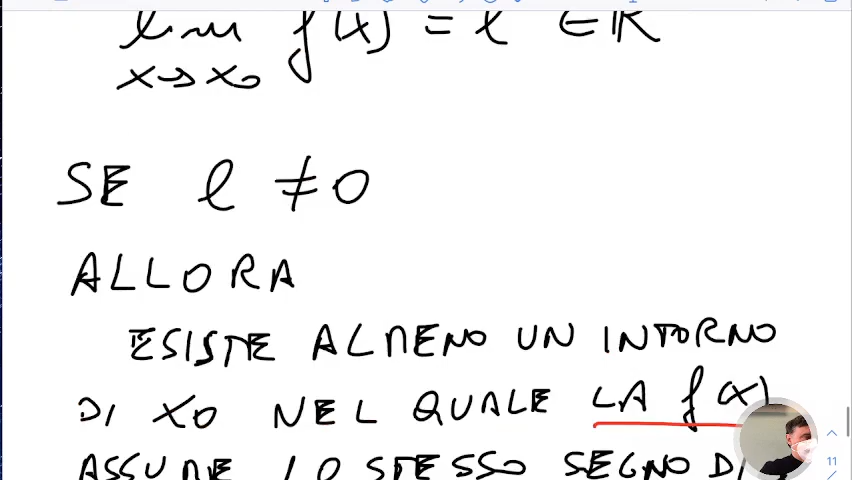 lim f(x) = l ∈ ℝ
x→x0
SE l ≠ 0
ALLORA
ESISTE ALMENO UN INTORNO
DI X0 NEL QUALE LA f(x)
ASSUME LO STESSO SEGNO DI
11